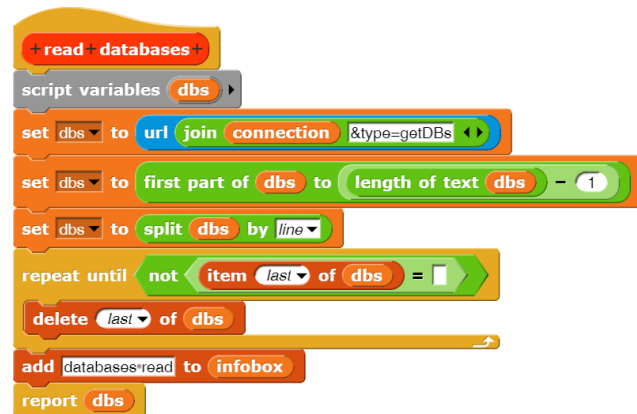 +read+databases+
script variables dbs
set dbs to url join connection &type=getDBs
set dbs to first part of dbs to length of text dbs - 1
set dbs to split dbs by line
repeat until not item last of dbs =
delete last of dbs
add databases•read to infobox
report dbs